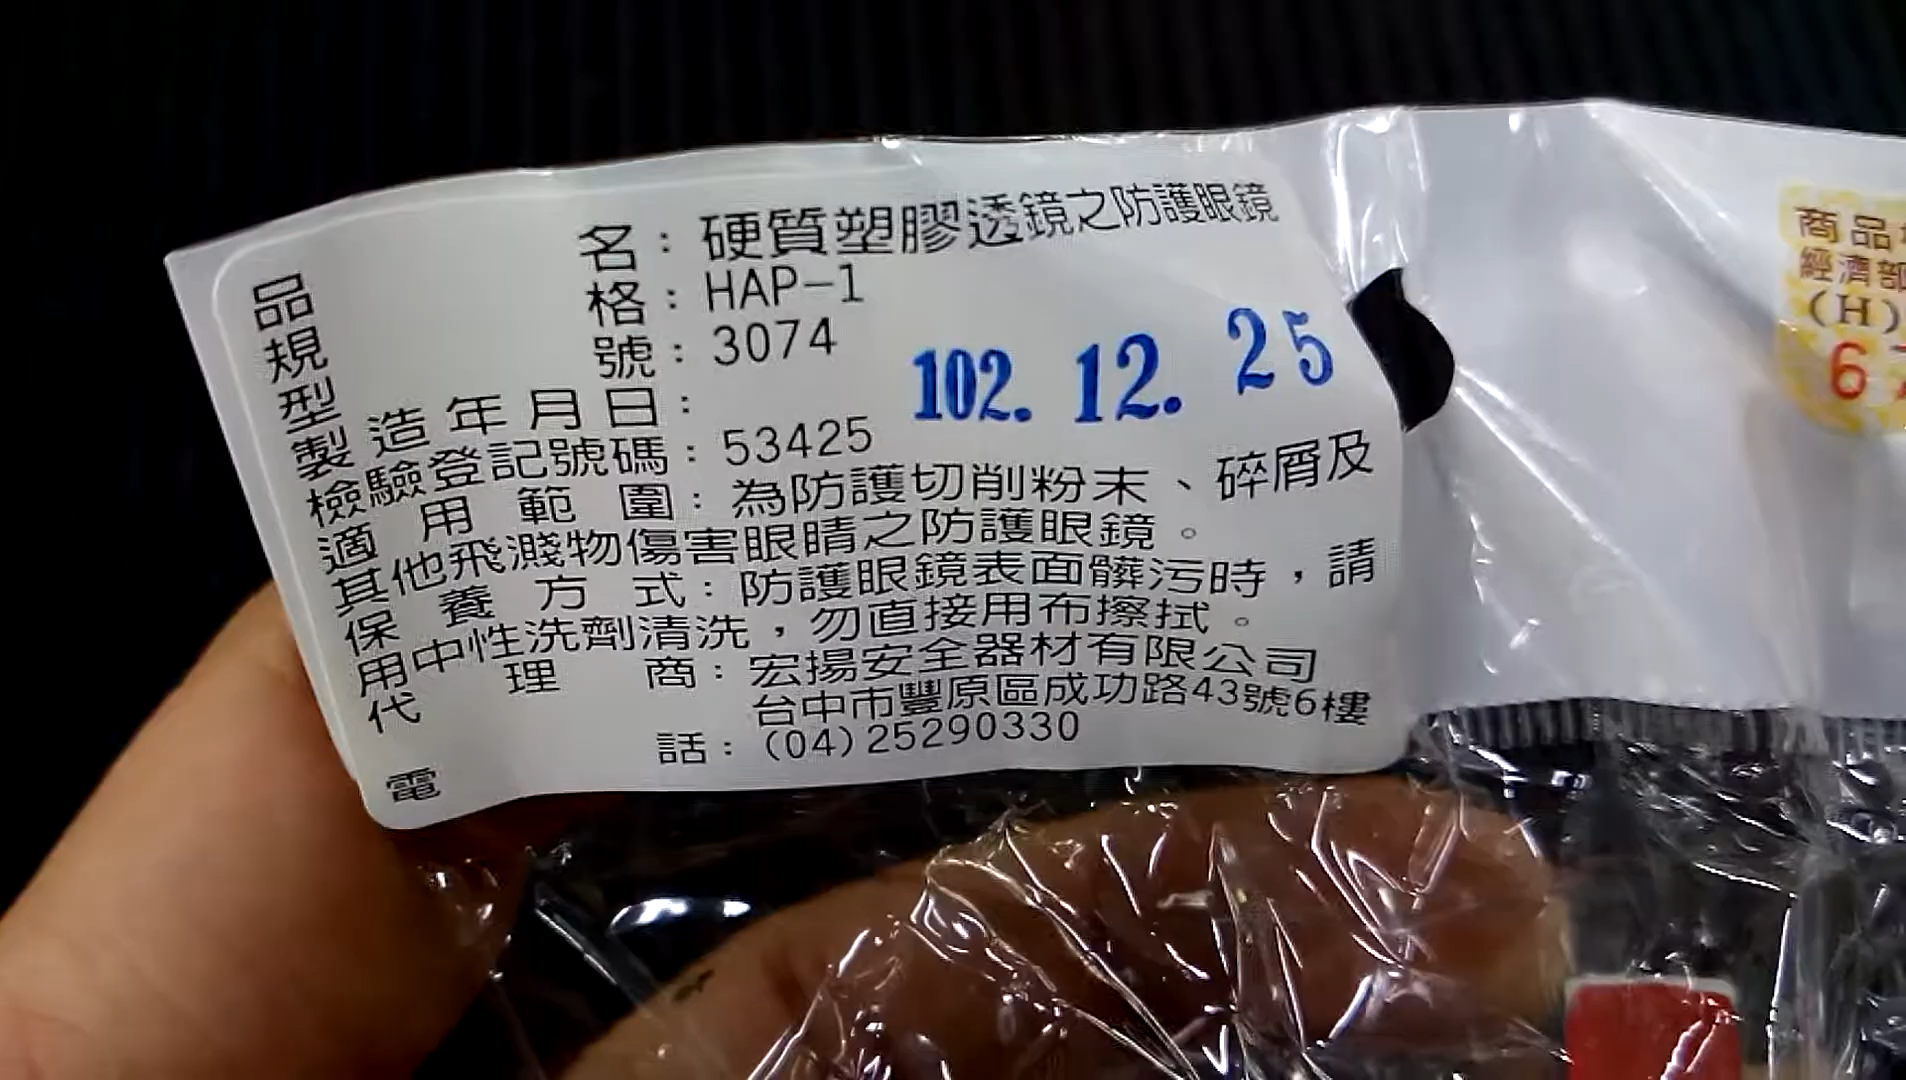 品名：硬質塑膠透鏡之防護眼鏡
規格：HAP-1
型號：3074
製造年月日：102.12.25
檢驗登記號碼：53425
適用範圍：為防護切削粉末、碎屑及
其他飛濺物傷害眼睛之防護眼鏡。
保養方式：防護眼鏡表面髒污時，請
用中性洗劑清洗，勿直接用布擦拭。
代理商：宏揚安全器材有限公司
台中市豐原區成功路43號6樓
電話：(04)25290330
商品
經濟部
(H)
6